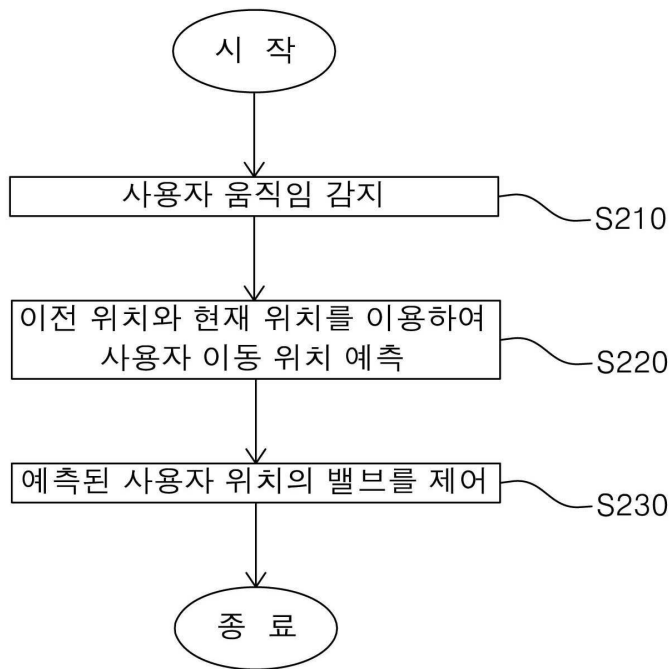 시 작
사용자 움직임 감지
S210
이전 위치와 현재 위치를 이용하여
사용자 이동 위치 예측
S220
예측된 사용자 위치의 밸브를 제어
S230
종 료